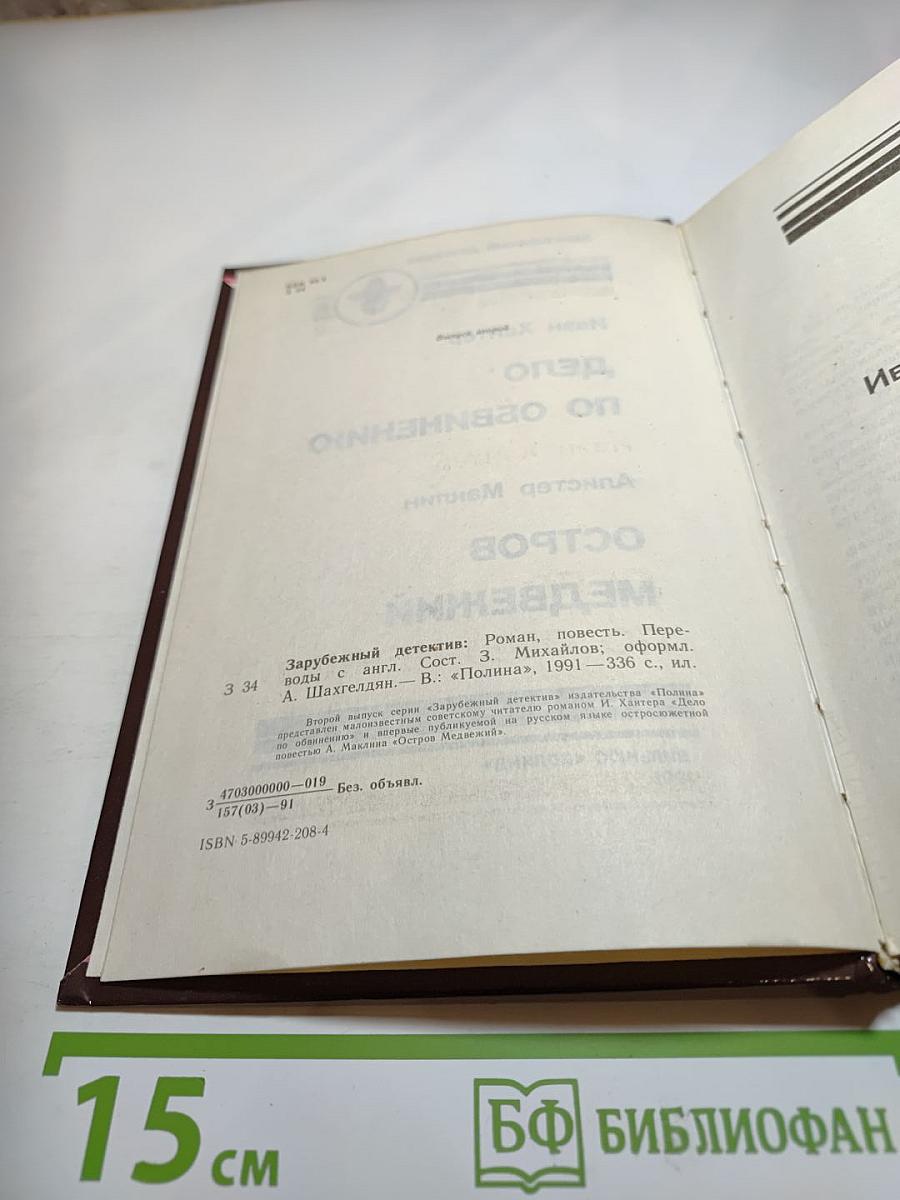 Выпуск второй
З 34
Зарубежный детектив: Роман, повесть. Пере-
воды с англ. Сост. З. Михайлов; оформл.
А. Шахгелдян.— В.: «Полина», 1991—336 с., ил.
Второй выпуск серии «Зарубежный детектив» издательства «Полина»
представлен малоизвестным советскому читателю романом И. Хантера «Дело
по обвинению» и впервые публикуемой на русском языке остросюжетной
повестью А. Маклина «Остров Медвежий».
З 4703000000—019
157(03)—91
Без. объявл.
ISBN 5-89942-208-4
Ив
15 см
БФ БИБЛИОФАН